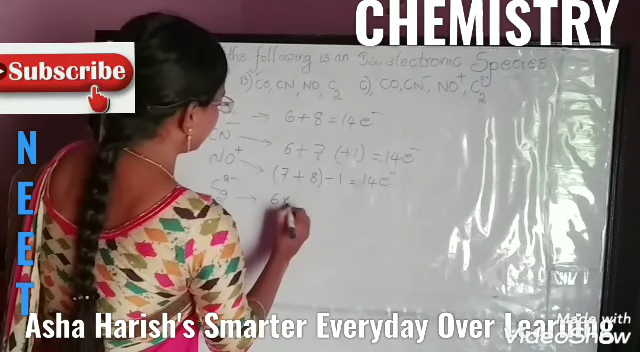 CHEMISTRY
Subscribe
the following is an Isoelectronic Species
B) CO, CN, NO, C2 C) CO, CN⁻, NO⁺, C2²⁻
→ 6+8=14e⁻
CN → 6+7 (+1) =14e⁻
NO⁺ → (7+8)-1=14e⁻
C2²⁻ → 6x
NEET
Made with
VideoShow
Asha Harish's Smarter Everyday Over Learning